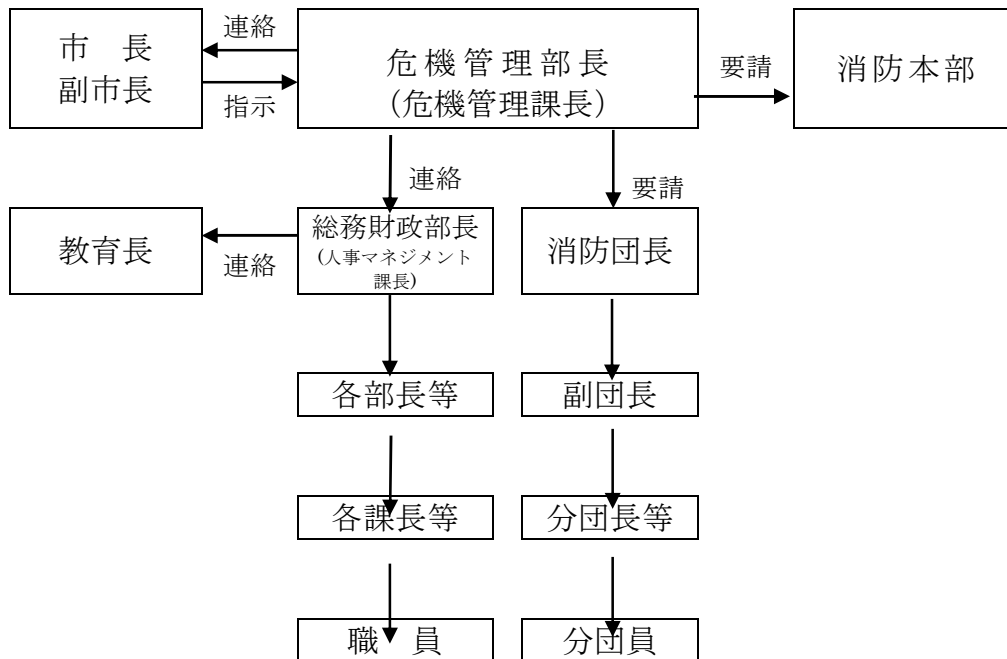 市　長
副市長
連絡
指示
危機管理部長
（危機管理課長）
要請
消防本部
連絡
要請
教育長
連絡
総務財政部長
(人事マネジメント
課長)
消防団長
各部長等
副団長
各課長等
分団長等
職　員
分団員